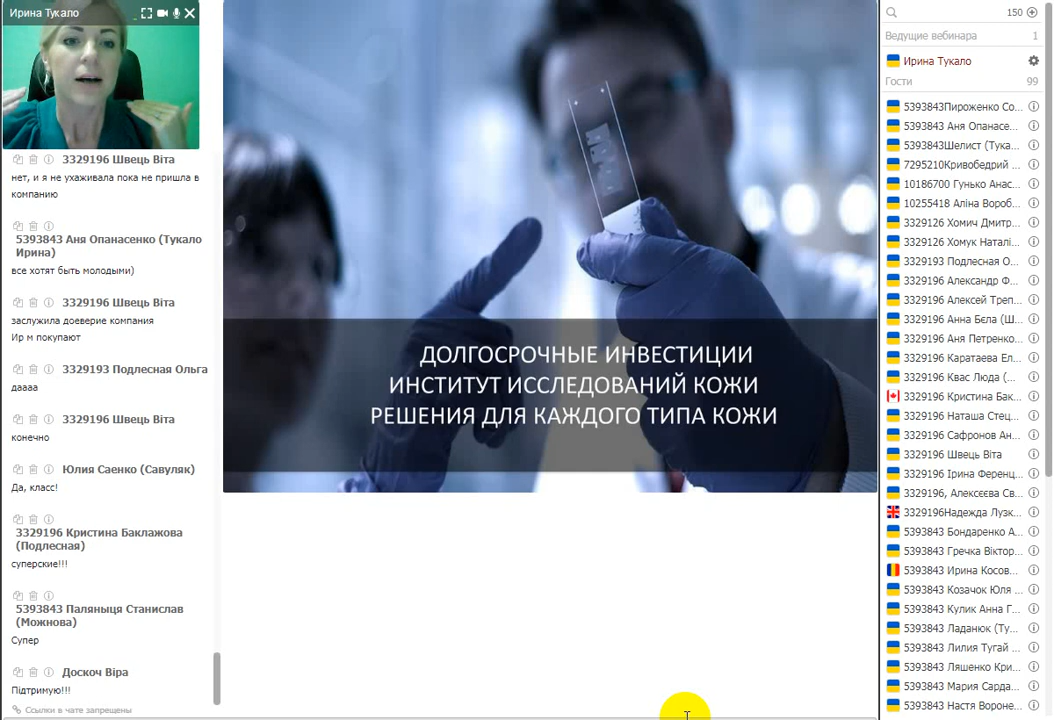 Ирина Тукало
3329196 Швець Віта
нет, и я не ухаживала пока не пришла в
компанию
5393843 Аня Опанасенко (Тукало
Ирина)
все хотят быть молодыми)
3329196 Швець Віта
заслужила доеверие компания
Ир м покупают
3329193 Подлесная Ольга
даааа
3329196 Швець Віта
конечно
Юлия Саенко (Савуляк)
Да, класс!
3329196 Кристина Баклажова
(Подлесная)
суперские!!!
5393843 Паляныця Станислав
(Можнова)
Супер
Доскоч Віра
Підтримую!!!
Ссылки в чате запрещены
ДОЛГОСРОЧНЫЕ ИНВЕСТИЦИИ
ИНСТИТУТ ИССЛЕДОВАНИЙ КОЖИ
РЕШЕНИЯ ДЛЯ КАЖДОГО ТИПА КОЖИ
150
Ведущие вебинара 1
Ирина Тукало
Гости 99
5393843Пироженко Со...
5393843 Аня Опанасе...
5393843Шелист (Тука...
7295210Кривобедрий ...
10186700 Гунько Анас...
10255418 Аліна Вороб...
3329126 Хомич Дмитр...
3329126 Хомук Наталі...
3329193 Подлесная О...
3329196 Александр Ф...
3329196 Алексей Треп...
3329196 Анна Бєла (Ш...
3329196 Аня Петренко...
3329196 Каратаева Ел...
3329196 Квас Люда (...
3329196 Кристина Бак...
3329196 Наташа Стец...
3329196 Сафронов Ан...
3329196 Швець Віта
3329196 Ірина Ференц...
3329196, Алексеєва Св...
3329196Надежда Лузк...
5393843 Бондаренко А...
5393843 Гречка Віктор...
5393843 Ирина Косов...
5393843 Козачок Юля ...
5393843 Кулик Анна Г...
5393843 Ладанюк (Ту...
5393843 Лилия Тугай ...
5393843 Ляшенко Кри...
5393843 Мария Сарда...
5393843 Настя Вороне...